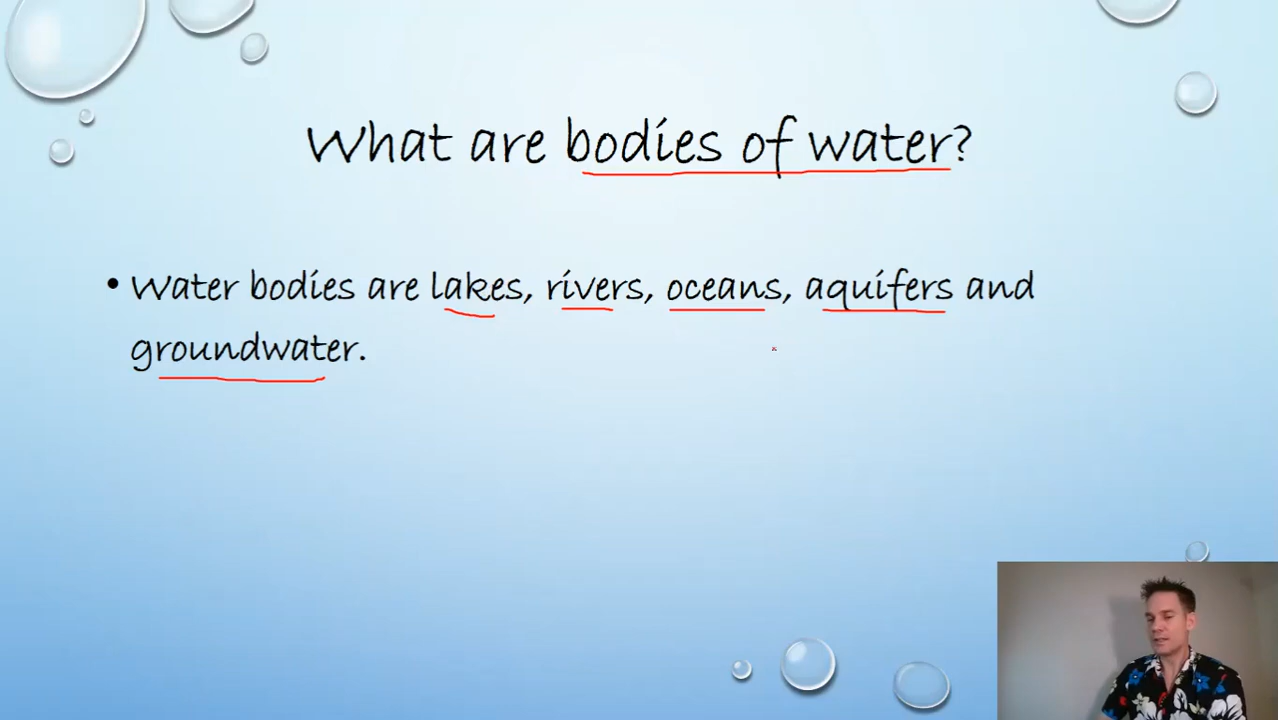 What are bodies of water?
• Water bodies are lakes, rivers, oceans, aquifers and
groundwater.